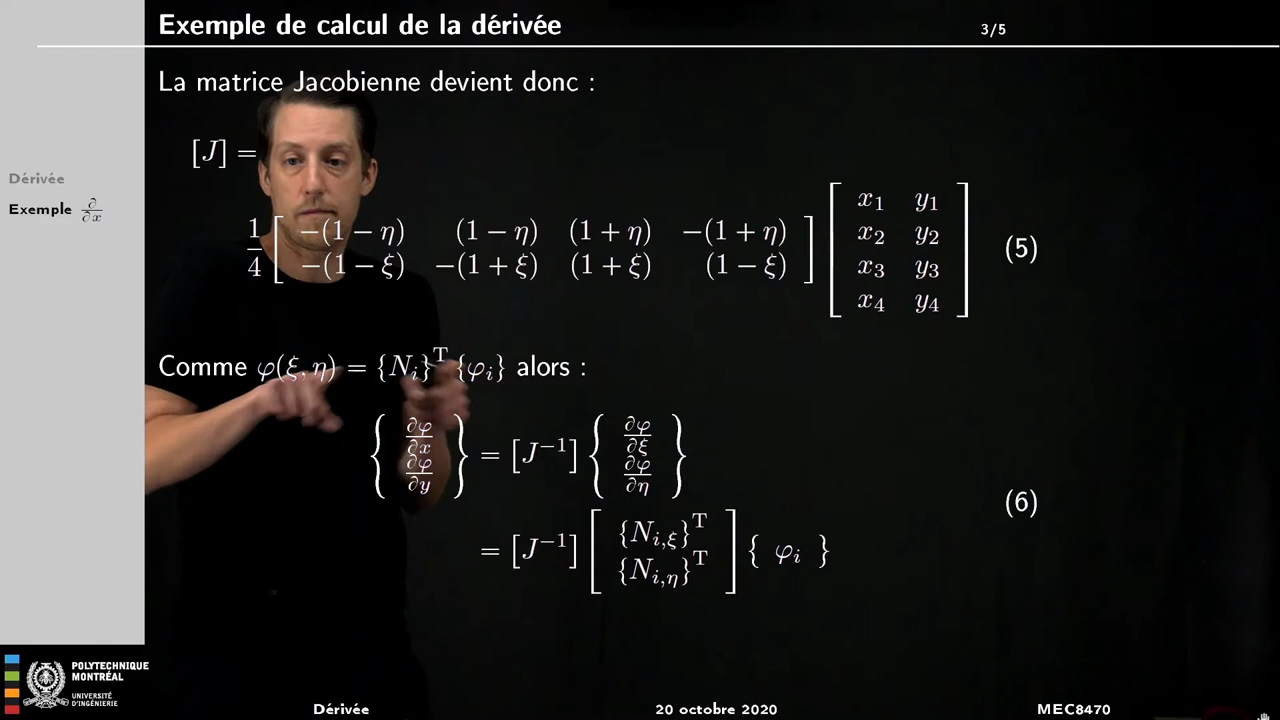 Exemple de calcul de la dérivée
3/5
La matrice Jacobienne devient donc :
[J] =
Dérivée
Exemple ∂/∂x
1/4 [ −(1 − η) (1 − η) (1 + η) −(1 + η) ; −(1 − ξ) −(1 + ξ) (1 + ξ) (1 − ξ) ] [ x₁ y₁ ; x₂ y₂ ; x₃ y₃ ; x₄ y₄ ] (5)
Comme φ(ξ, η) = {Nᵢ}ᵀ {φᵢ} alors :
{ ∂φ/∂x ; ∂φ/∂y } = [J⁻¹] { ∂φ/∂ξ ; ∂φ/∂η }
(6)
= [J⁻¹] [ {N_{i,ξ}}ᵀ ; {N_{i,η}}ᵀ ] { φᵢ }
POLYTECHNIQUE
MONTRÉAL
UNIVERSITÉ
D'INGÉNIERIE
Dérivée 20 octobre 2020 MEC8470